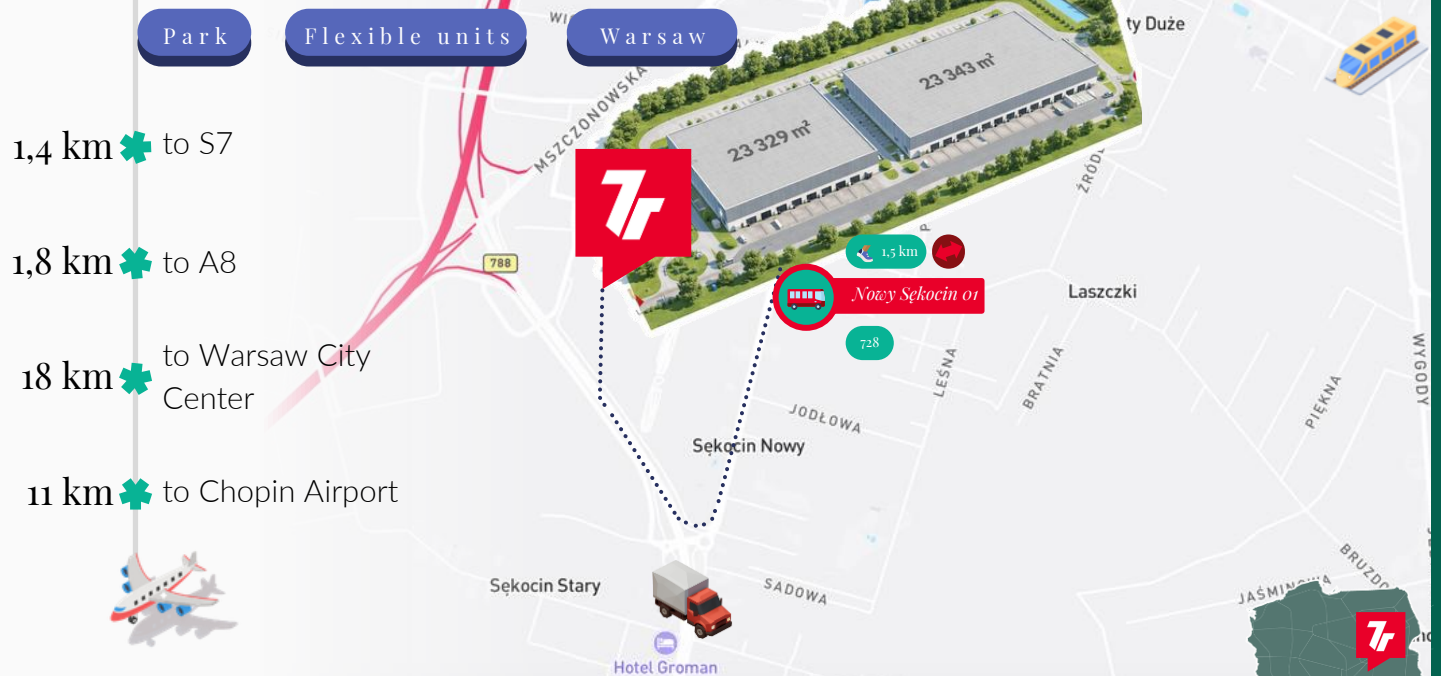 Park
Flexible units
Warsaw
1,4 km to S7
1,8 km to A8
18 km to Warsaw City
Center
11 km to Chopin Airport
ty Duże
MSZCZONOWSKA
23 329 m²
23 343 m²
7r
788
1,5 km
Nowy Sękocin 01
728
Laszczki
LEŚNA
BRATNIA
JODŁOWA
PIĘKNA
WYGODY
Sękocin Nowy
Sękocin Stary
SADOWA
Hotel Groman
7r